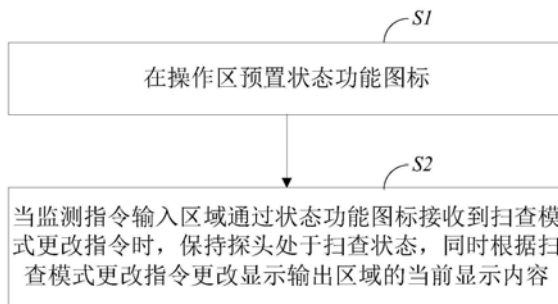 S1
在操作区预置状态功能图标
S2
当监测指令输入区域通过状态功能图标接收到扫查模
式更改指令时，保持探头处于扫查状态，同时根据扫
查模式更改指令更改显示输出区域的当前显示内容